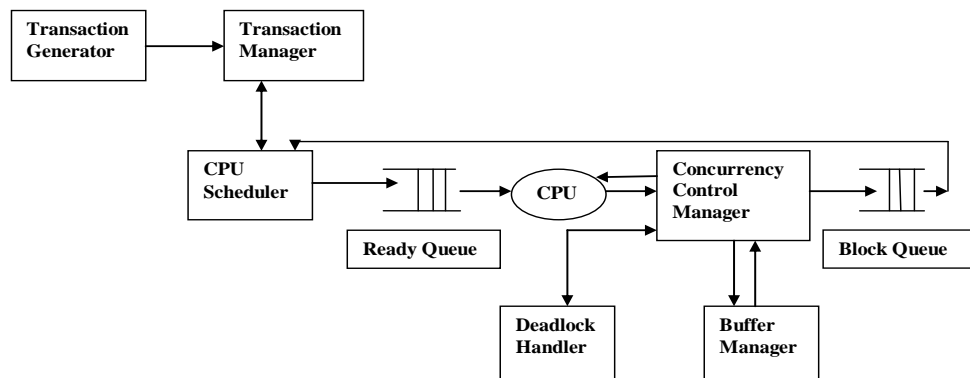 Transaction
Generator
Transaction
Manager
CPU
Scheduler
CPU
Concurrency
Control
Manager
Ready Queue
Block Queue
Deadlock
Handler
Buffer
Manager